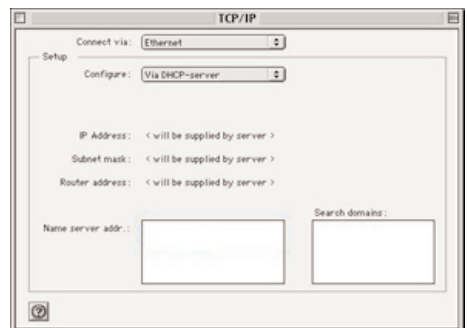 TCP/IP
Connect via: Ethernet
Setup
Configure: Via DHCP-server
IP Address: < will be supplied by server >
Subnet mask: < will be supplied by server >
Router address: < will be supplied by server >
Search domains:
Name server addr.:
?